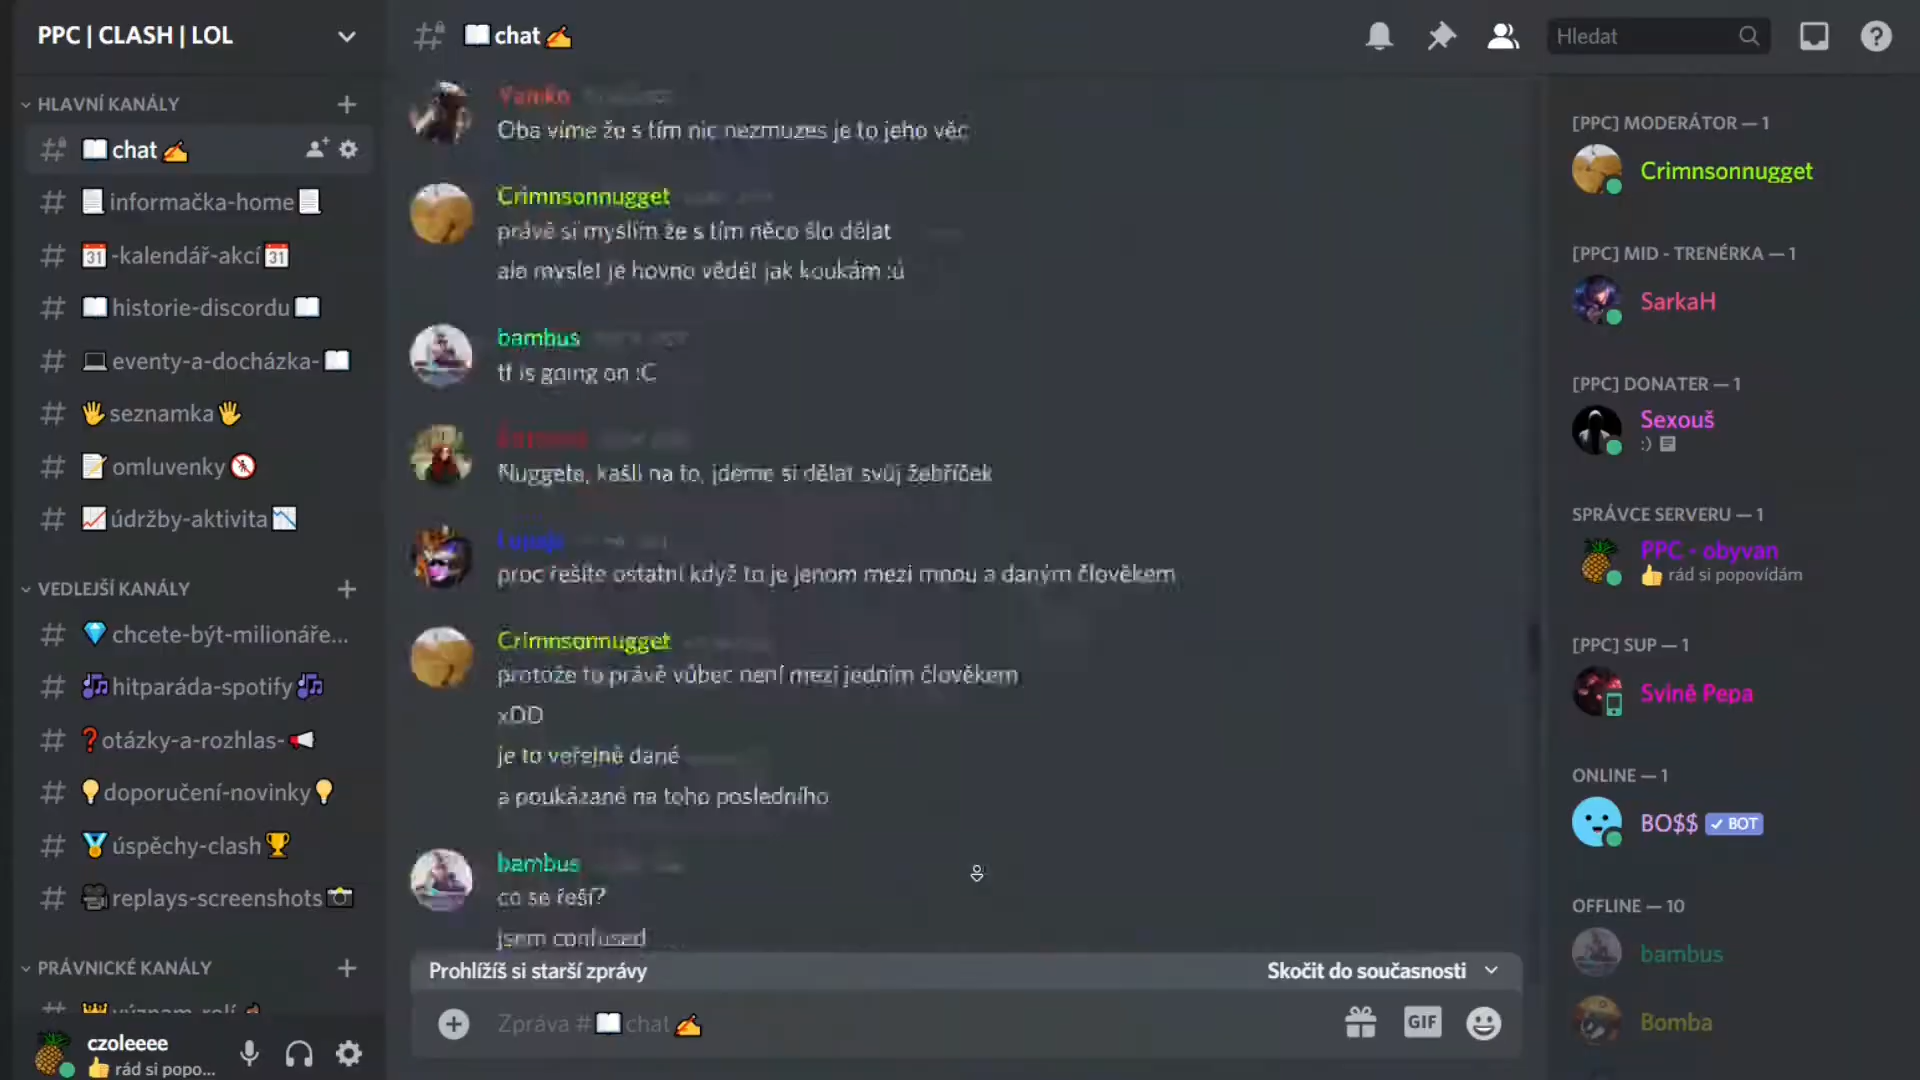 PPC | CLASH | LOL
HLAVNÍ KANÁLY
chat
informačka-home
-kalendář-akcí
historie-discordu
eventy-a-docházka-
seznamka
omluvenky
údržby-aktivita
VEDLEJŠÍ KANÁLY
chcete-být-milionáře...
hitparáda-spotify
otázky-a-rozhlas-
doporučení-novinky
úspěchy-clash
replays-screenshots
PRÁVNICKÉ KANÁLY
význam-rolí
czoleeee
rád si popo...
chat
Hledat
Yamko
Oba víme že s tím nic nezmuzes je to jeho věc
Crimnsonnugget
právě si myslím že s tím něco šlo dělat
ale myslet je hovno vědět jak koukám :ú
bambus
tf is going on :C
Nuggete, kašli na to, jdeme si dělat svůj žebříček
proc řešíte ostatní když to je jenom mezi mnou a daným člověkem
Crimnsonnugget
protože to právě vůbec není mezi jedním člověkem
xDD
je to veřejně dané
a poukázané na toho posledního
bambus
co se řeší?
jsem confused
Prohlížíš si starší zprávy
Skočit do současnosti
Zpráva # chat
GIF
[PPC] MODERÁTOR — 1
Crimnsonnugget
[PPC] MID - TRENÉRKA — 1
SarkaH
[PPC] DONATER — 1
Sexouš
:)
SPRÁVCE SERVERU — 1
PPC - obyvan
rád si popovídám
[PPC] SUP — 1
Svině Pepa
ONLINE — 1
BO$$ BOT
OFFLINE — 10
bambus
Bomba